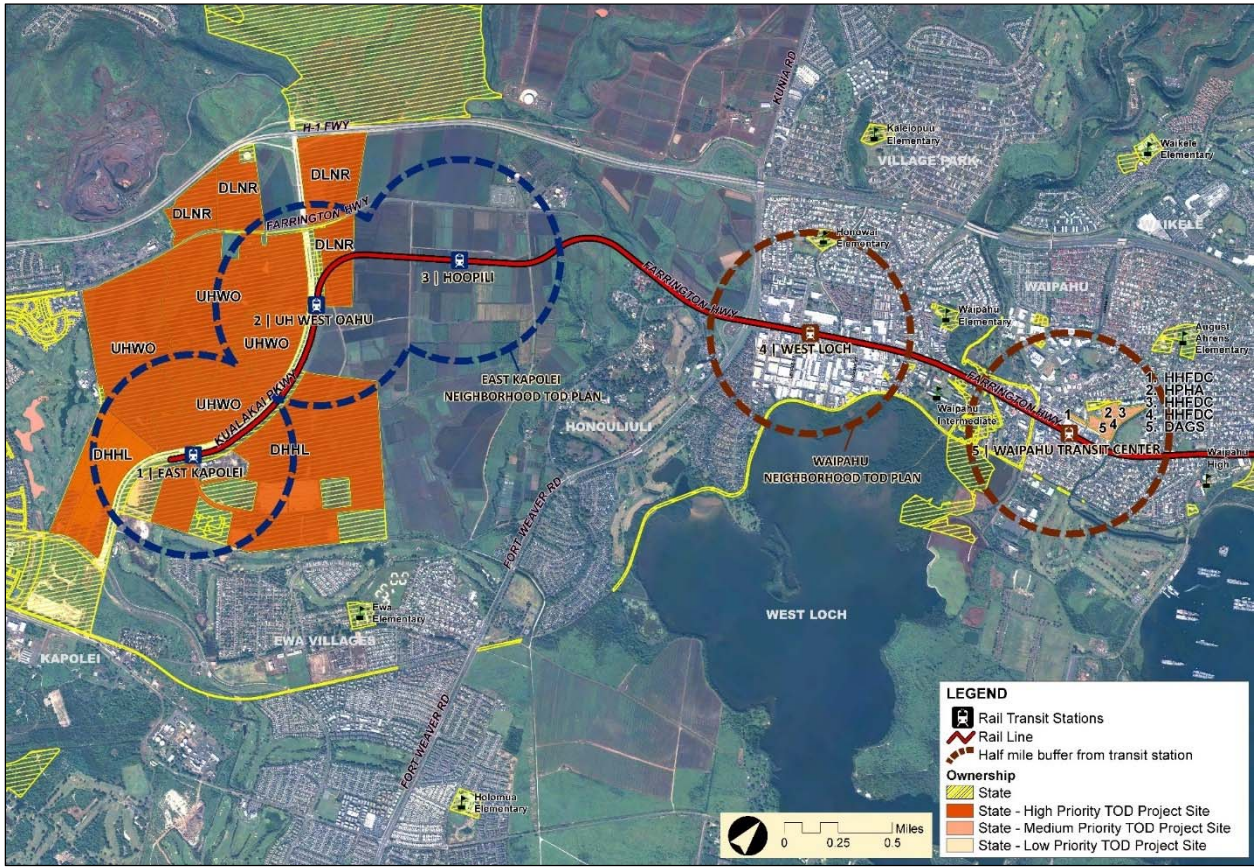 H-1 FWY
KUNIA RD
Kaleiopuu
Elementary
VILLAGE PARK
Waikele
Elementary
WAIKELE
DLNR
DLNR
DLNR
FARRINGTON HWY
DLNR
Honowai
Elementary
3 | HOOPILI
FARRINGTON HWY
WAIPAHU
UHWO
UHWO
2 | UH WEST OAHU
UHWO
4 | WEST LOCH
Waipahu
Elementary
August
Ahrens
Elementary
EAST KAPOLEI
NEIGHBORHOOD TOD PLAN
FARRINGTON HWY
1. HHFDC
2. HPHA
3. HHFDC
4. HHFDC
5. DAGS
1
2 3
4
5
UHWO
KUALAKAI PKWY
HONOULIULI
Waipahu
Intermediate
DHHL
DHHL
1 | EAST KAPOLEI
5 | WAIPAHU TRANSIT CENTER
Waipahu
High
WAIPAHU
NEIGHBORHOOD TOD PLAN
FORT WEAVER RD
Ewa
Elementary
EWA VILLAGES
WEST LOCH
KAPOLEI
FORT WEAVER RD
Holomua
Elementary
LEGEND
Rail Transit Stations
Rail Line
Half mile buffer from transit station
Ownership
State
State - High Priority TOD Project Site
State - Medium Priority TOD Project Site
State - Low Priority TOD Project Site
Miles
0 0.25 0.5